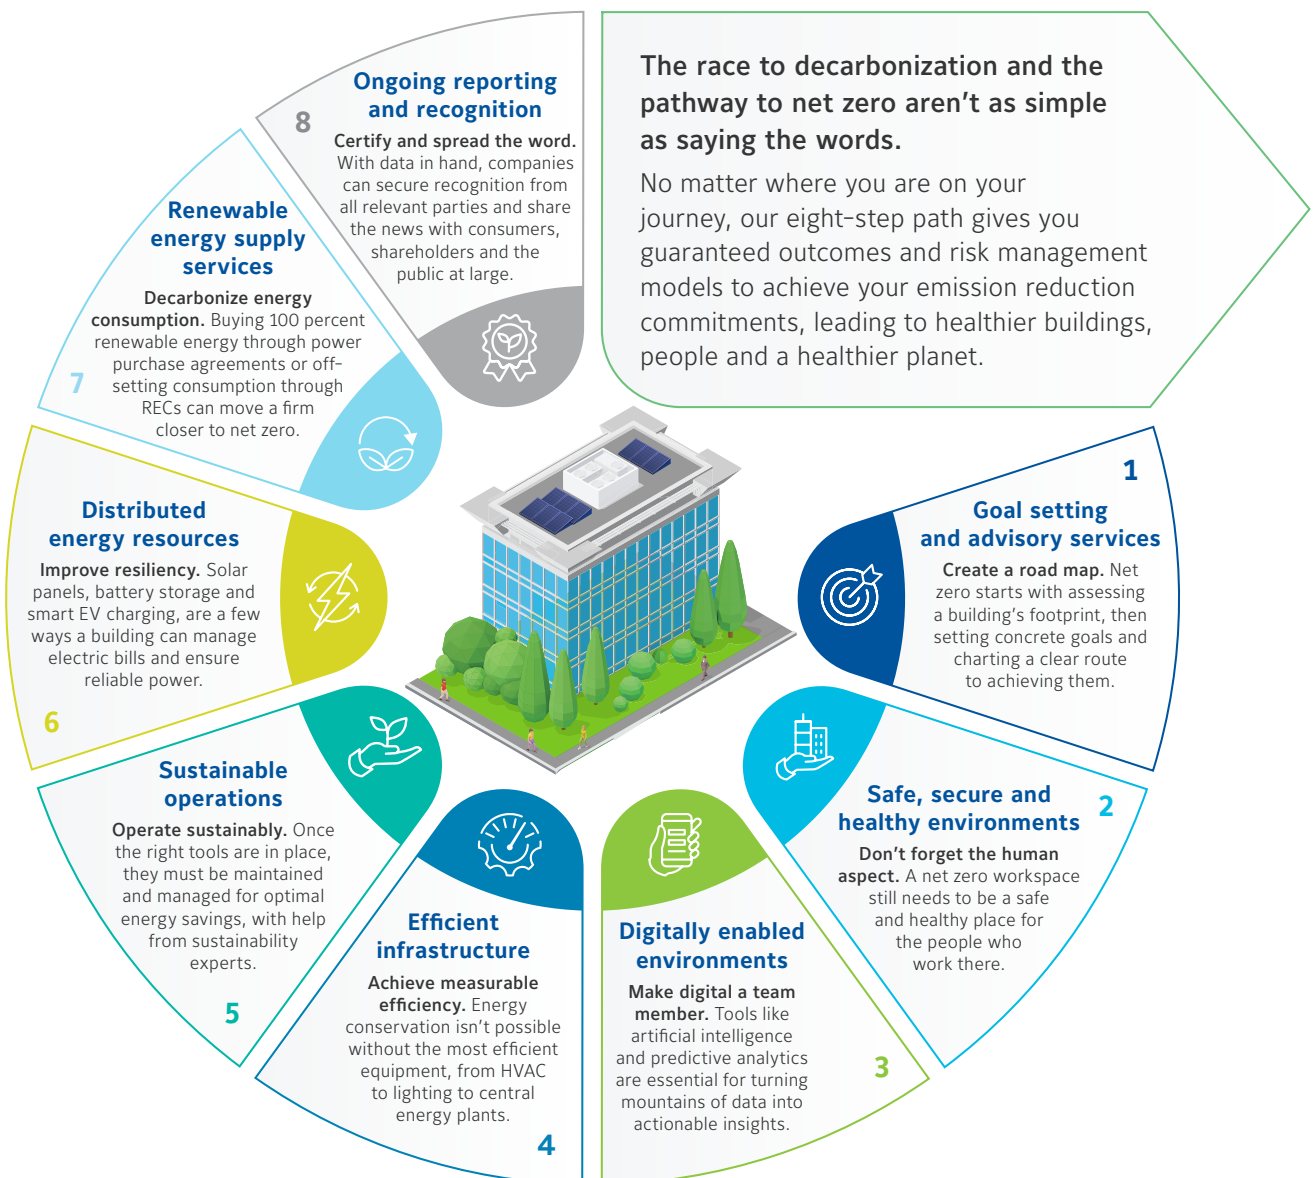 The race to decarbonization and the
pathway to net zero aren't as simple
as saying the words.
No matter where you are on your
journey, our eight-step path gives you
guaranteed outcomes and risk management
models to achieve your emission reduction
commitments, leading to healthier buildings,
people and a healthier planet.
1
Goal setting
and advisory services
Create a road map. Net
zero starts with assessing
a building's footprint, then
setting concrete goals and
charting a clear route
to achieving them.
2
Safe, secure and
healthy environments
Don't forget the human
aspect. A net zero workspace
still needs to be a safe
and healthy place for
the people who
work there.
Digitally enabled
environments
Make digital a team
member. Tools like
artificial intelligence
and predictive analytics
are essential for turning
mountains of data into
actionable insights.
3
Efficient
infrastructure
Achieve measurable
efficiency. Energy
conservation isn't possible
without the most efficient
equipment, from HVAC
to lighting to central
energy plants.
4
Sustainable
operations
Operate sustainably. Once
the right tools are in place,
they must be maintained
and managed for optimal
energy savings, with help
from sustainability
experts.
5
Distributed
energy resources
Improve resiliency. Solar
panels, battery storage and
smart EV charging, are a few
ways a building can manage
electric bills and ensure
reliable power.
6
Renewable
energy supply
services
Decarbonize energy
consumption. Buying 100 percent
renewable energy through power
purchase agreements or off-
setting consumption through
RECs can move a firm
closer to net zero.
7
8
Ongoing reporting
and recognition
Certify and spread the word.
With data in hand, companies
can secure recognition from
all relevant parties and share
the news with consumers,
shareholders and the
public at large.